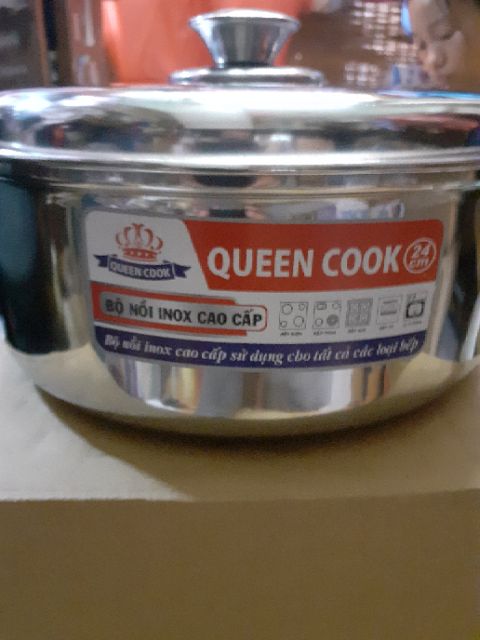 QUEEN COOK
QUEEN COOK 24 cm
BỘ NỒI INOX CAO CẤP
Bộ nồi inox cao cấp sử dụng cho tất cả các loại bếp